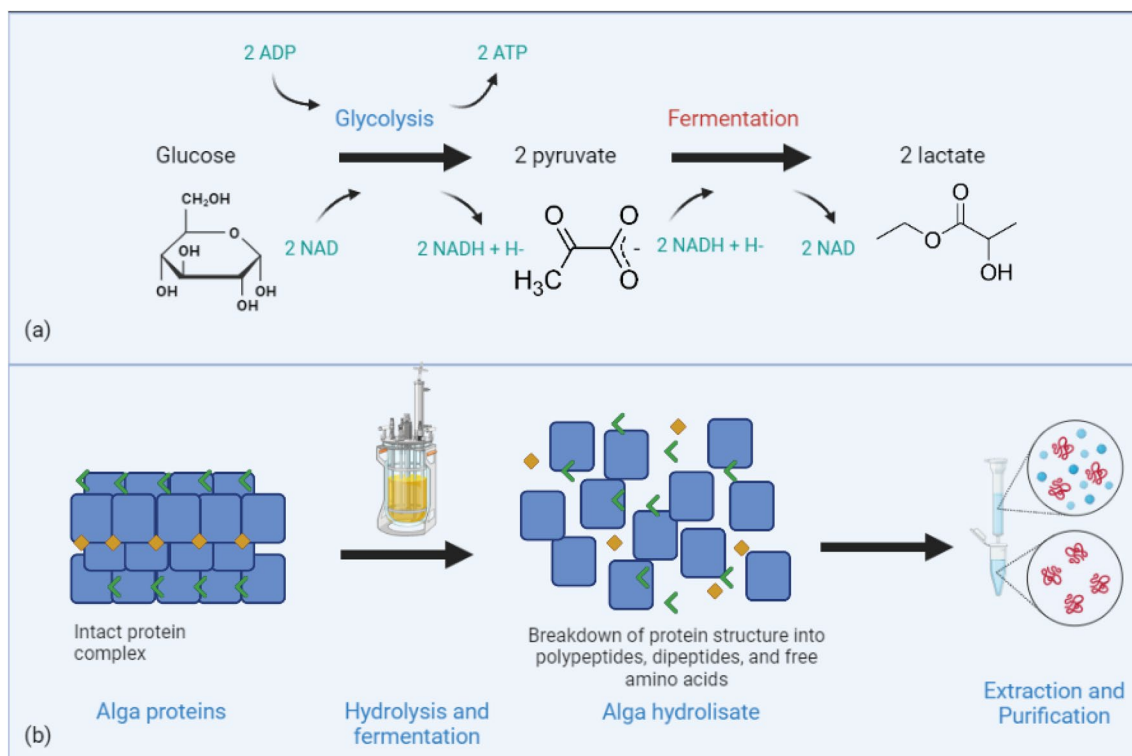 2 ADP
2 ATP
Glycolysis
Fermentation
Glucose
2 pyruvate
2 lactate
CH₂OH
O
OH
OH
OH
OH
OH
2 NAD
2 NADH + H-
O
O
-
H₃C
O
2 NADH + H-
2 NAD
O
O
OH
(a)
Intact protein
complex
Alga proteins
Hydrolysis and
fermentation
Breakdown of protein structure into
polypeptides, dipeptides, and free
amino acids
Alga hydrolisate
Extraction and
Purification
(b)